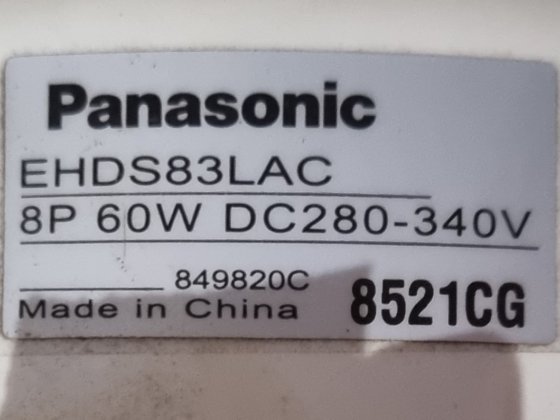 Panasonic
EHDS83LAC
8P 60W DC280-340V
849820C
Made in China 8521CG